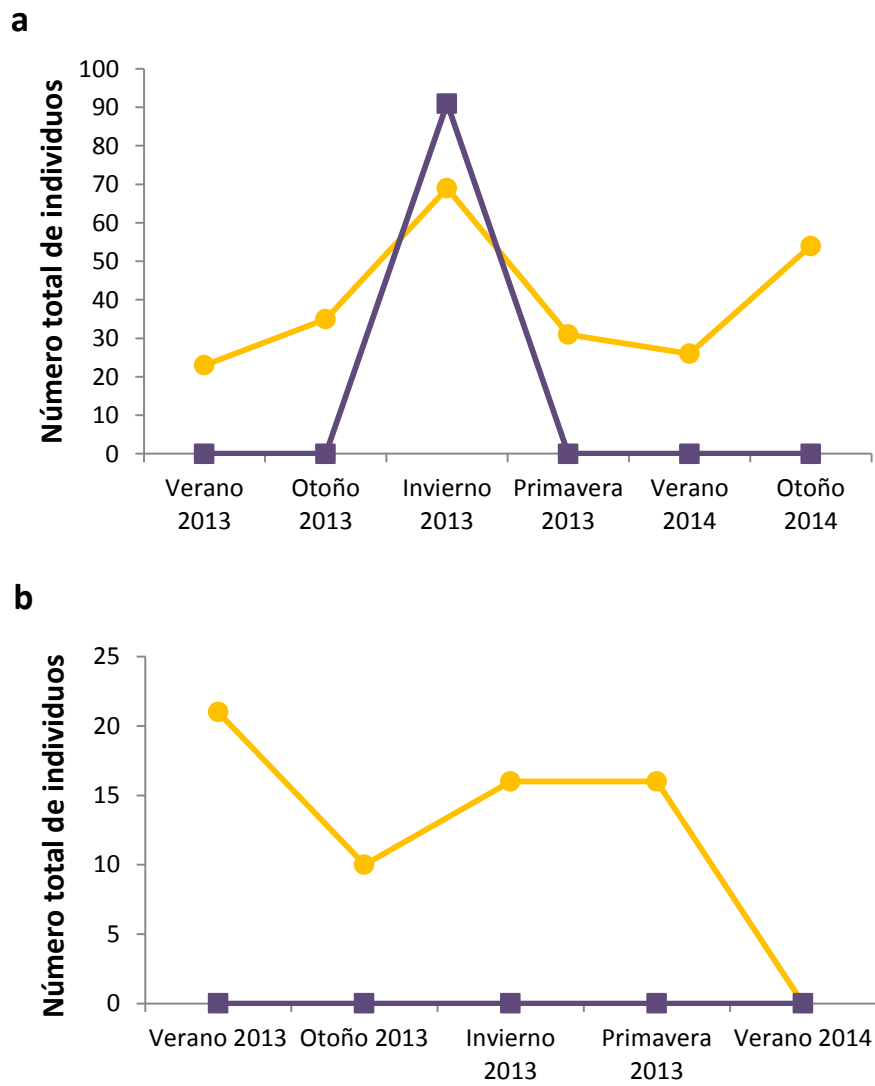 a
Número total de individuos
100
90
80
70
60
50
40
30
20
10
0
Verano 2013
Otoño 2013
Invierno 2013
Primavera 2013
Verano 2014
Otoño 2014
b
Número total de individuos
25
20
15
10
5
0
Verano 2013
Otoño 2013
Invierno 2013
Primavera 2013
Verano 2014